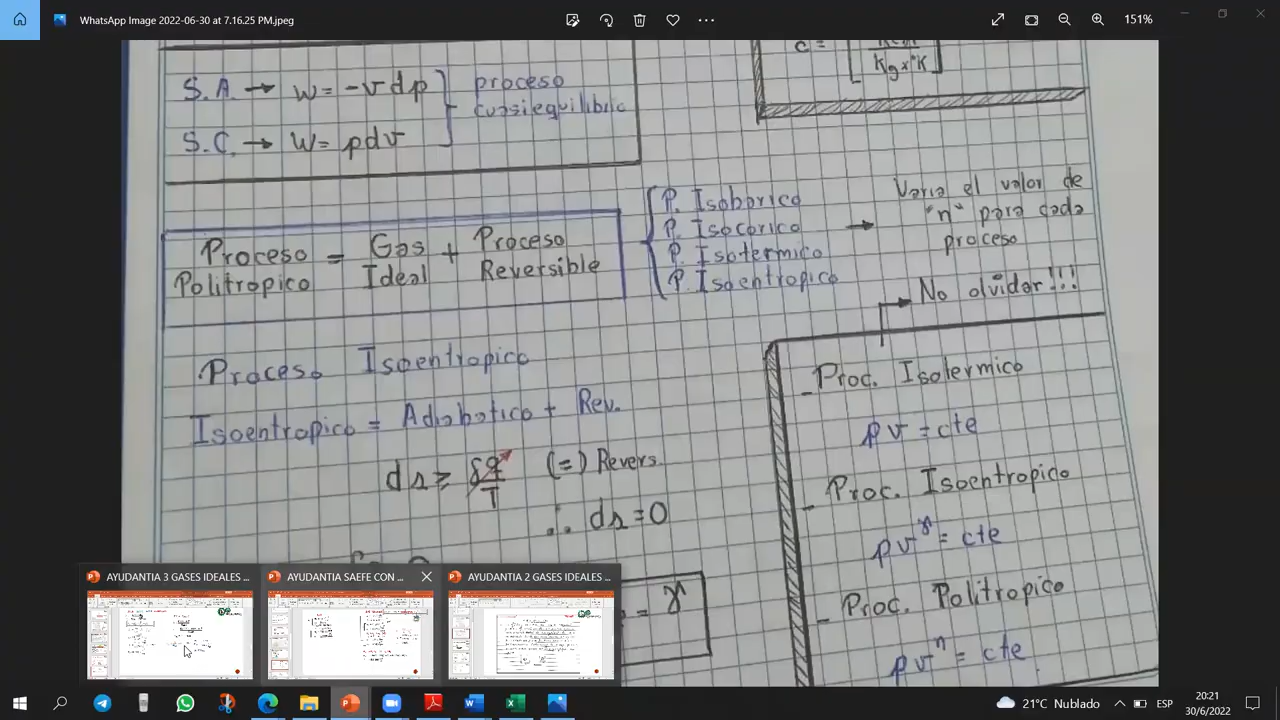 WhatsApp Image 2022-06-30 at 7.16.25 PM.jpeg
151%
S.A. → w = -v dp
S.C. → w = pdv
proceso
cuasiequilibric
c =
Kg x °K
Proceso Politropico = Gas Ideal + Proceso Reversible
P. Isobarico
P. Isocorico
P. Isotermico
P. Isoentropico
→
Varia el valor de
"n" para cada
proceso
No olvidar!!!
Proceso Isoentropico
Isoentropico = Adiabatico + Rev.
ds ≥ δq/T (=) Revers.
∴ ds = 0
= γ
- Proc. Isotermico
pv = cte
- Proc. Isoentropico
pv^γ = cte
- Proc. Politropico
pv^n = cte
AYUDANTIA 3 GASES IDEALES ...
AYUDANTIA SAEFE CON ...
AYUDANTIA 2 GASES IDEALES ...
21°C Nublado
ESP
20:21
30/6/2022